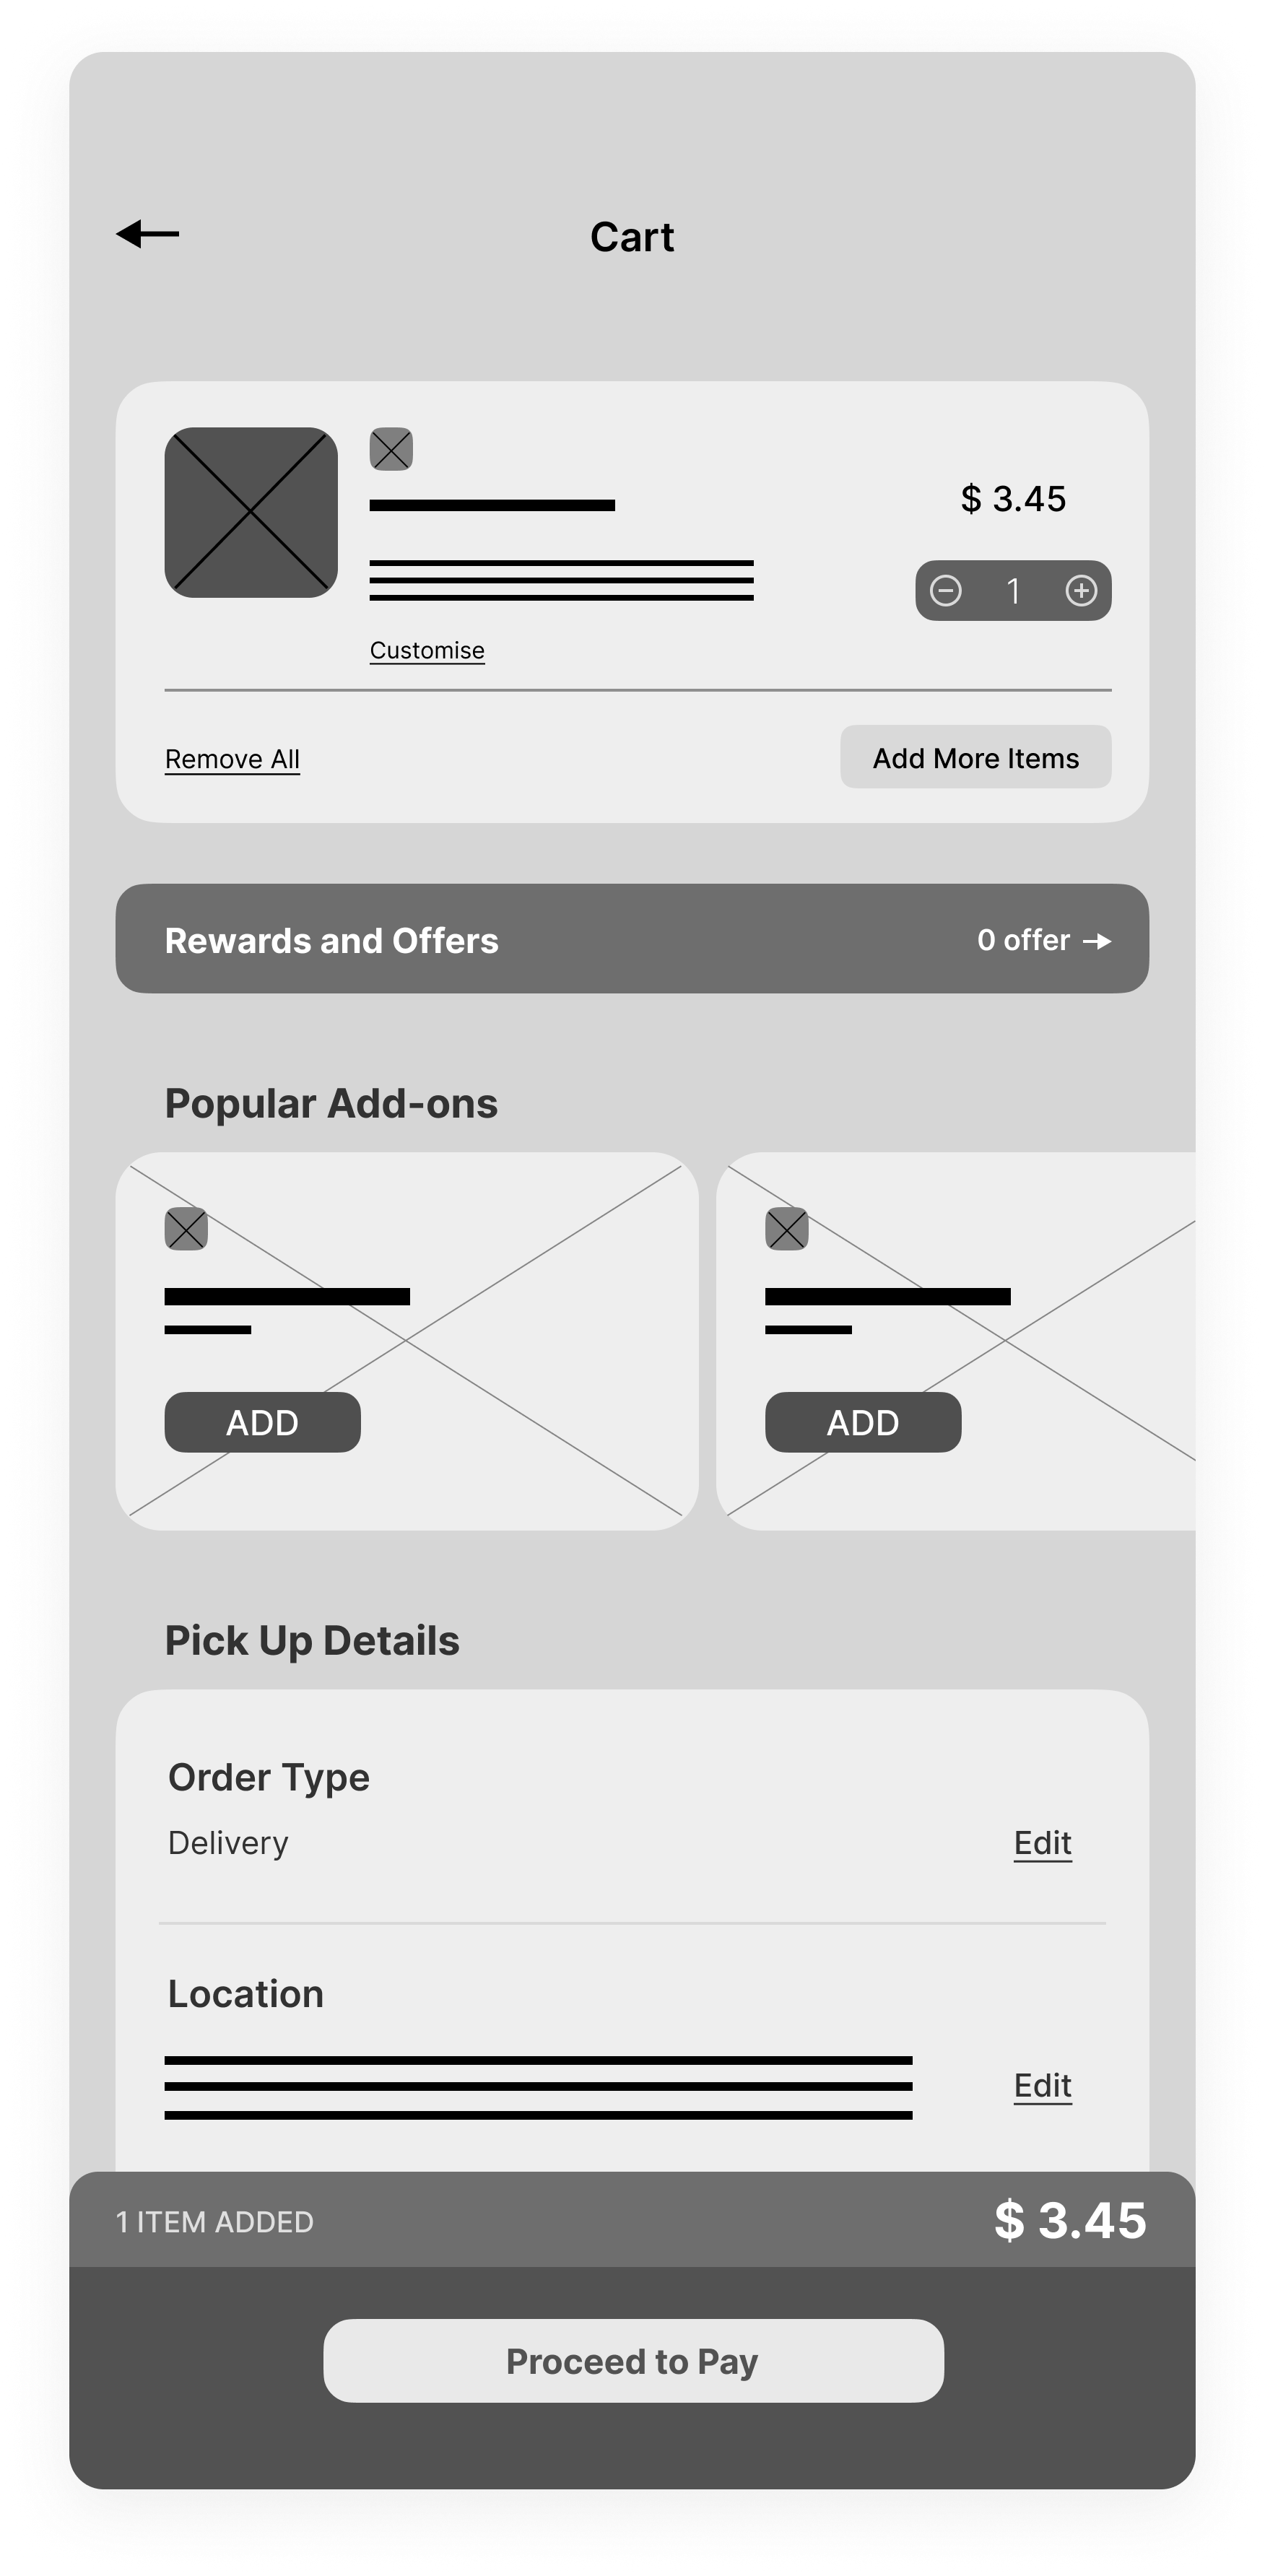 Cart
$ 3.45
1
Customise
Remove All
Add More Items
Rewards and Offers
0 offer
Popular Add-ons
ADD
ADD
Pick Up Details
Order Type
Delivery
Edit
Location
Edit
1 ITEM ADDED
$ 3.45
Proceed to Pay